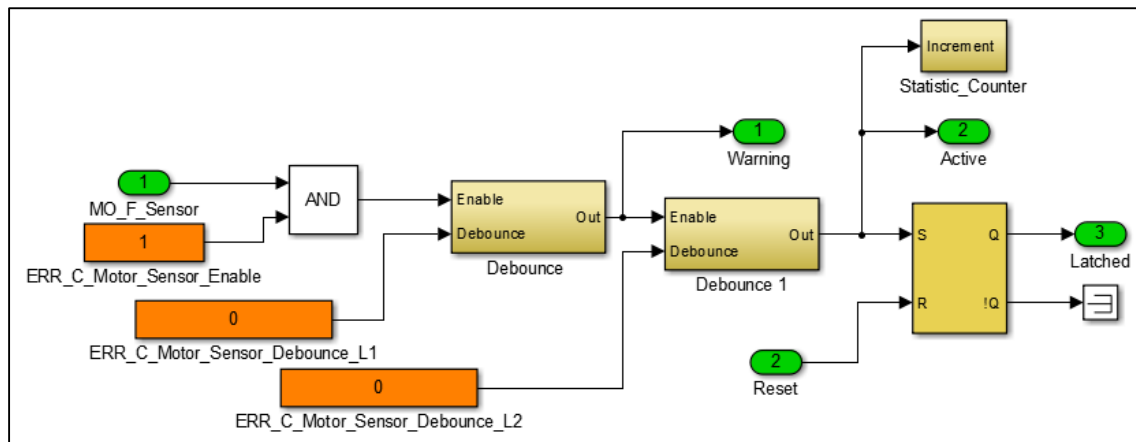 Increment
Statistic_Counter
1
Warning
2
Active
1
MO_F_Sensor
AND
1
ERR_C_Motor_Sensor_Enable
Enable
Debounce
Out
Debounce
Enable
Debounce
Out
Debounce 1
S
R
Q
!Q
3
Latched
0
ERR_C_Motor_Sensor_Debounce_L1
0
ERR_C_Motor_Sensor_Debounce_L2
2
Reset